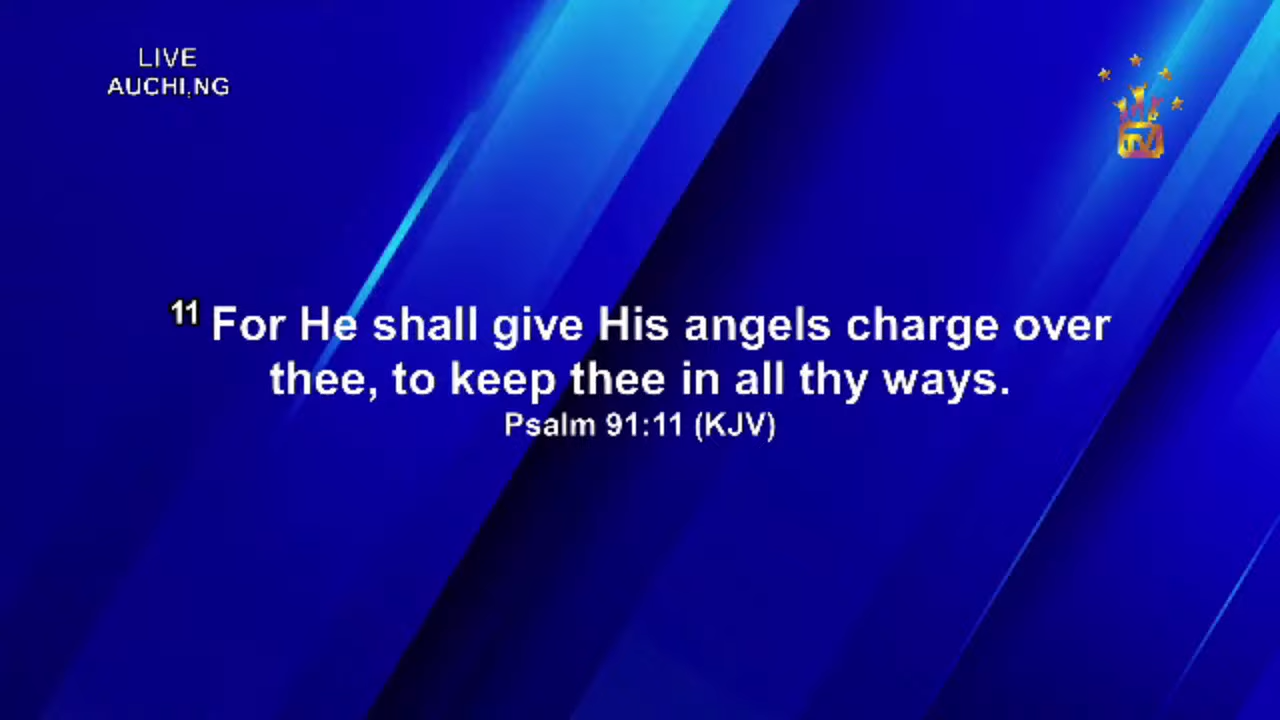 LIVE
AUCHI,NG
TV
11 For He shall give His angels charge over
thee, to keep thee in all thy ways.
Psalm 91:11 (KJV)